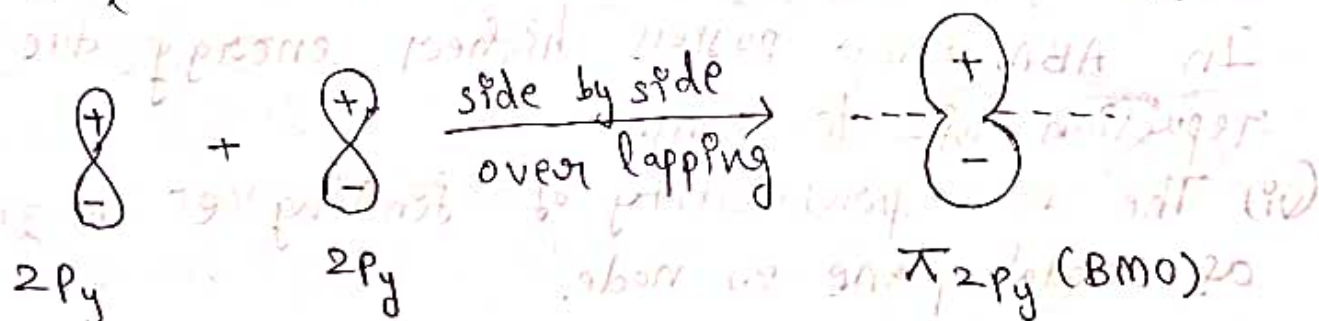 + + side by side +
+
- - over lapping -
2Py 2Py π2Py (BMO)